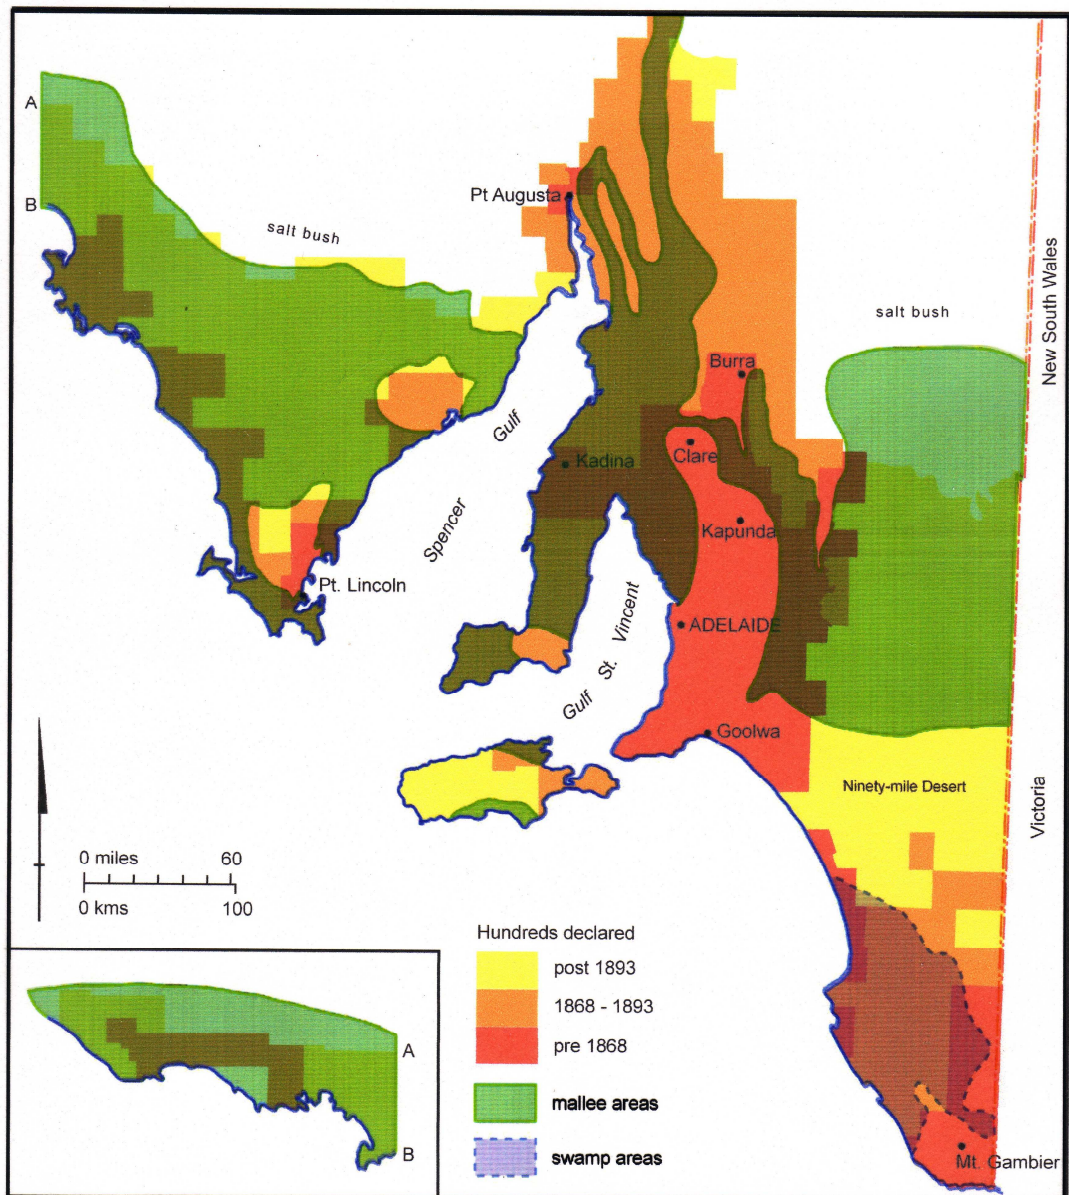 A
B
Pt Augusta
salt bush
New South Wales
salt bush
Burra
Gulf
Clare
Kadina
Spencer
Kapunda
Pt. Lincoln
St. Vincent
ADELAIDE
Gulf
Goolwa
Ninety-mile Desert
Victoria
0 miles 60
0 kms 100
Hundreds declared
post 1893
1868 - 1893
pre 1868
mallee areas
swamp areas
A
B
Mt. Gambier